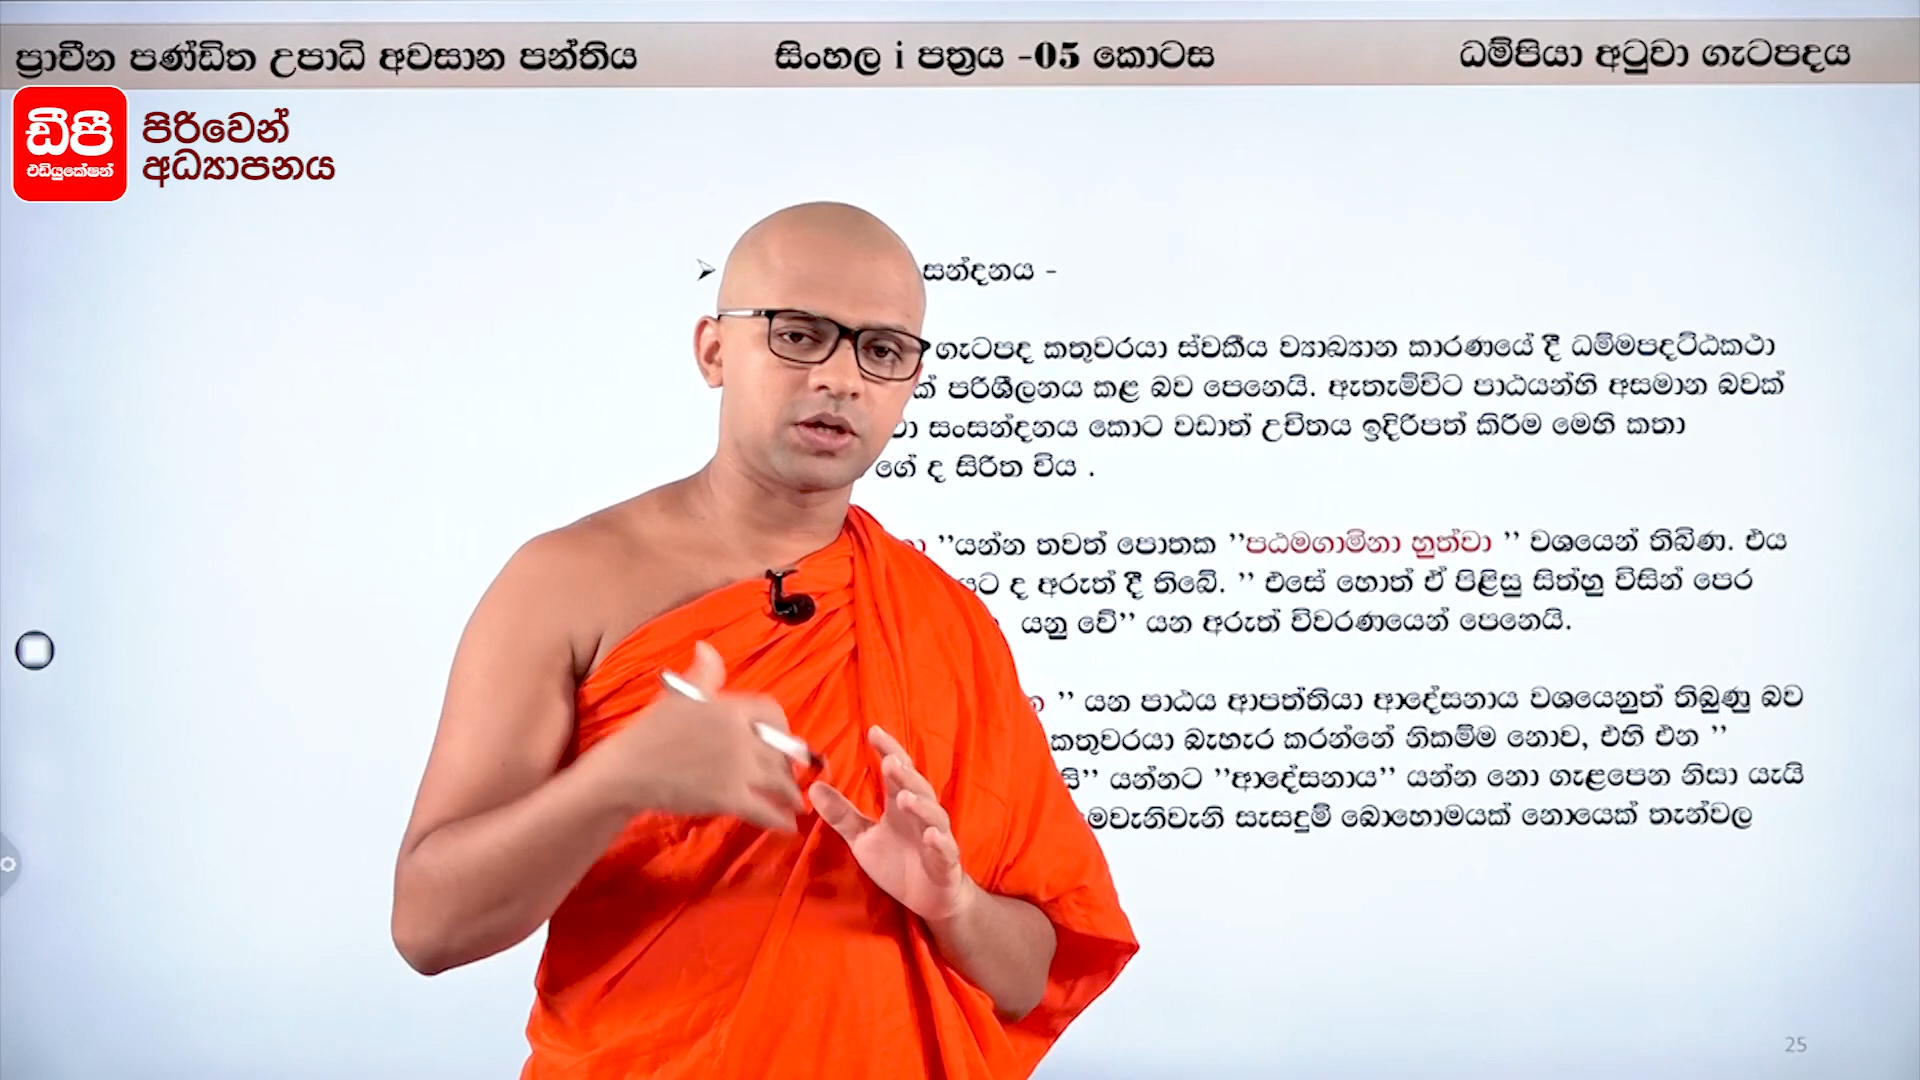 ප්‍රාචීන පණ්ඩිත උපාධි අවසාන පන්තිය
සිංහල i පත්‍රය -05 කොටස
ධම්පියා අටුවා ගැටපදය
ඩීපී
එඩියුකේෂන්
පිරිවෙන්
අධ්‍යාපනය
සන්දනය -
ගැටපද කතුවරයා ස්වකීය ව්‍යාඛ්‍යාන කාරණයේ දී ධම්මපදට්ඨකථා
ක් පරිශීලනය කළ බව පෙනෙයි. ඇතැම්විට පාඨයන්හි අසමාන බවක්
සංසන්දනය කොට වඩාත් උචිතය ඉදිරිපත් කිරීම මෙහි කතා
ගේ ද සිරිත විය .
”යන්න තවත් පොතක ”පඨමගාමිනා හුත්වා ” වශයෙන් තිබිණ. එය
යට ද අරුත් දී තිබේ. ” එසේ හොත් ඒ පිළිසු සිත්හු විසින් පෙර
යනු වේ” යන අරුත් විවරණයෙන් පෙනෙයි.
” යන පාඨය ආපත්තියා ආදේසනාය වශයෙනුත් තිබුණු බව
කතුවරයා බැහැර කරන්නේ නිකම්ම නොව, එහි එන ”
සි” යන්නට ”ආදේසනාය” යන්න නො ගැළපෙන නිසා යැයි
මෙවැනිවැනි සැසඳුම් බොහොමයක් නොයෙක් තැන්වල
25